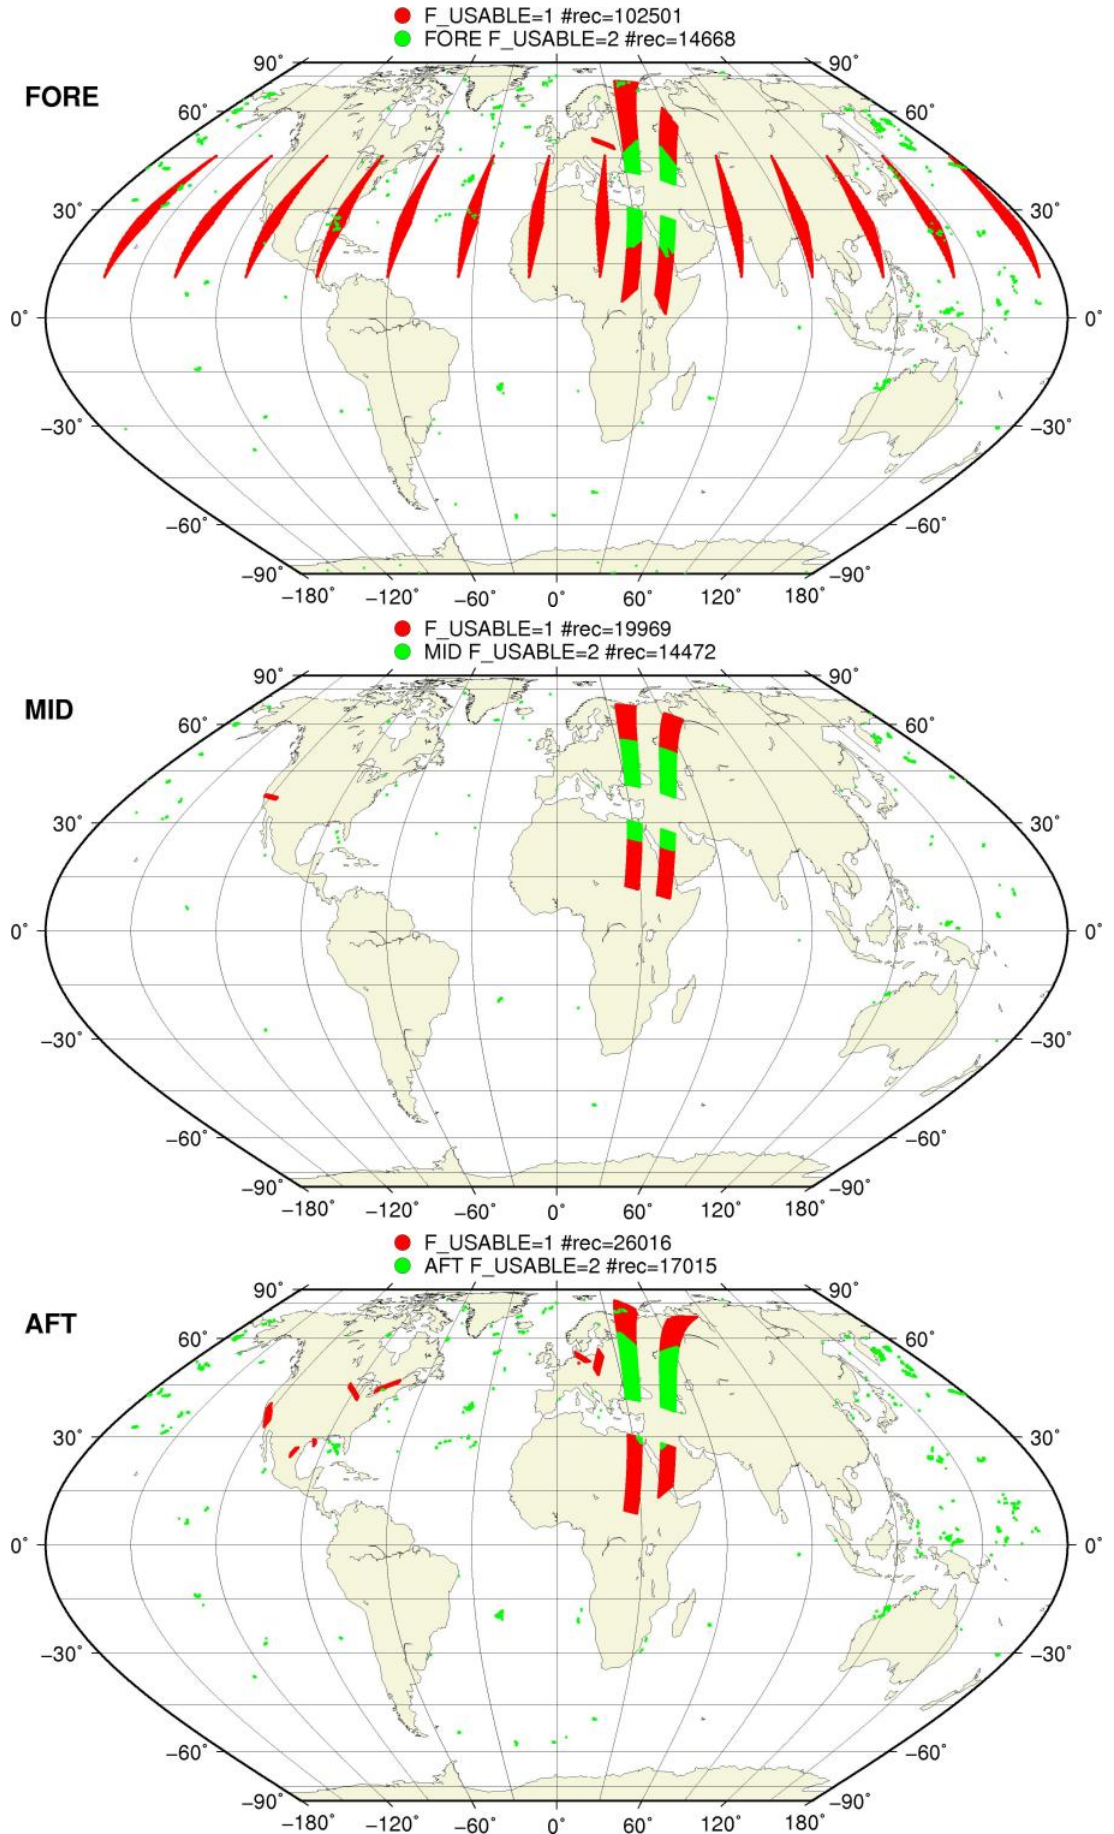 F_USABLE=1 #rec=102501
FORE F_USABLE=2 #rec=14668
FORE
90˚ 90˚
60˚ 60˚
30˚ 30˚
0˚ 0˚
−30˚ −30˚
−60˚ −60˚
−90˚ −90˚
−180˚ −120˚ −60˚ 0˚ 60˚ 120˚ 180˚
F_USABLE=1 #rec=19969
MID F_USABLE=2 #rec=14472
MID
90˚ 90˚
60˚ 60˚
30˚ 30˚
0˚ 0˚
−30˚ −30˚
−60˚ −60˚
−90˚ −90˚
−180˚ −120˚ −60˚ 0˚ 60˚ 120˚ 180˚
F_USABLE=1 #rec=26016
AFT F_USABLE=2 #rec=17015
AFT
90˚ 90˚
60˚ 60˚
30˚ 30˚
0˚ 0˚
−30˚ −30˚
−60˚ −60˚
−90˚ −90˚
−180˚ −120˚ −60˚ 0˚ 60˚ 120˚ 180˚